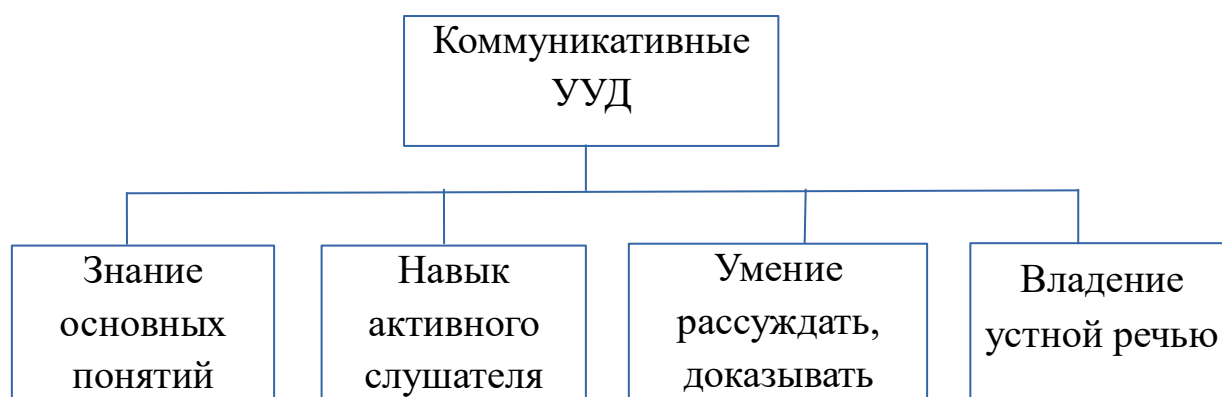 Коммуникативные
УУД
Знание
основных
понятий
Навык
активного
слушателя
Умение
рассуждать,
доказывать
Владение
устной речью